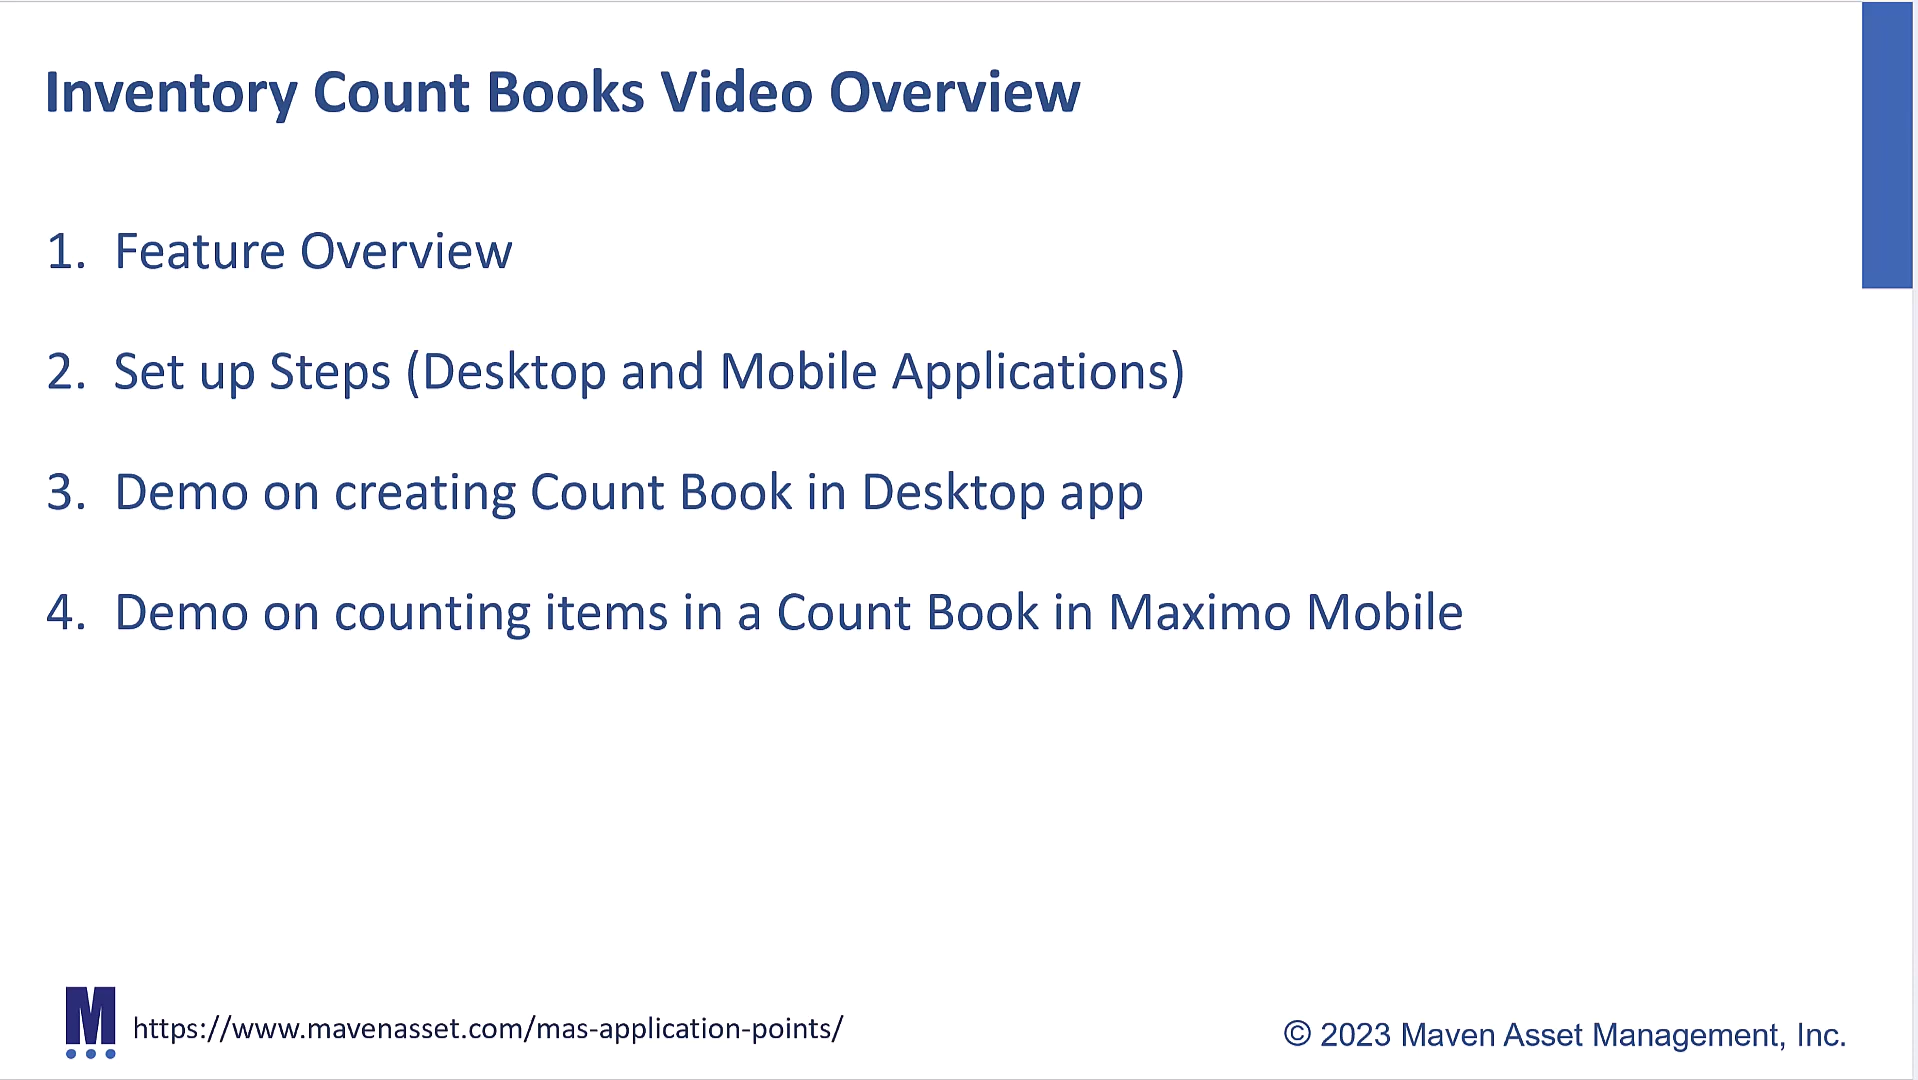 Inventory Count Books Video Overview
1. Feature Overview
2. Set up Steps (Desktop and Mobile Applications)
3. Demo on creating Count Book in Desktop app
4. Demo on counting items in a Count Book in Maximo Mobile
M
https://www.mavenasset.com/mas-application-points/
© 2023 Maven Asset Management, Inc.